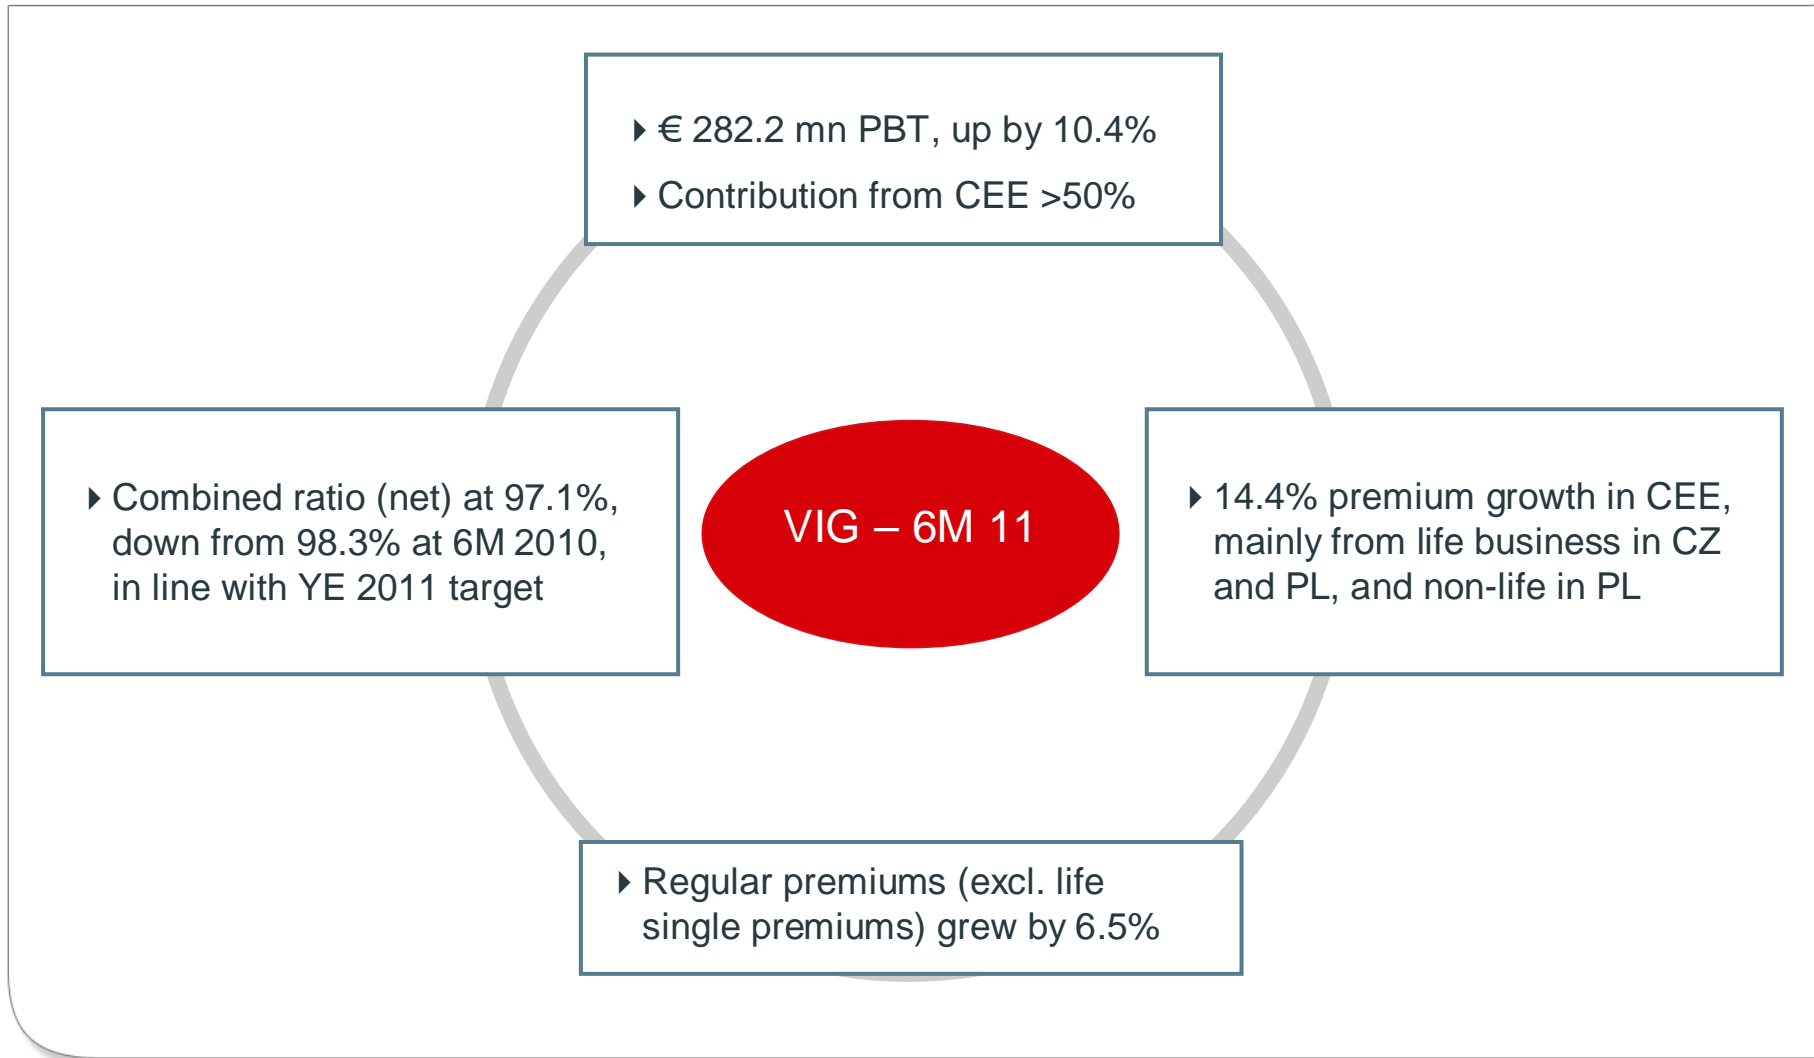 € 282.2 mn PBT, up by 10.4%
Contribution from CEE >50%
Combined ratio (net) at 97.1%,
down from 98.3% at 6M 2010,
in line with YE 2011 target
VIG – 6M 11
14.4% premium growth in CEE,
mainly from life business in CZ
and PL, and non-life in PL
Regular premiums (excl. life
single premiums) grew by 6.5%